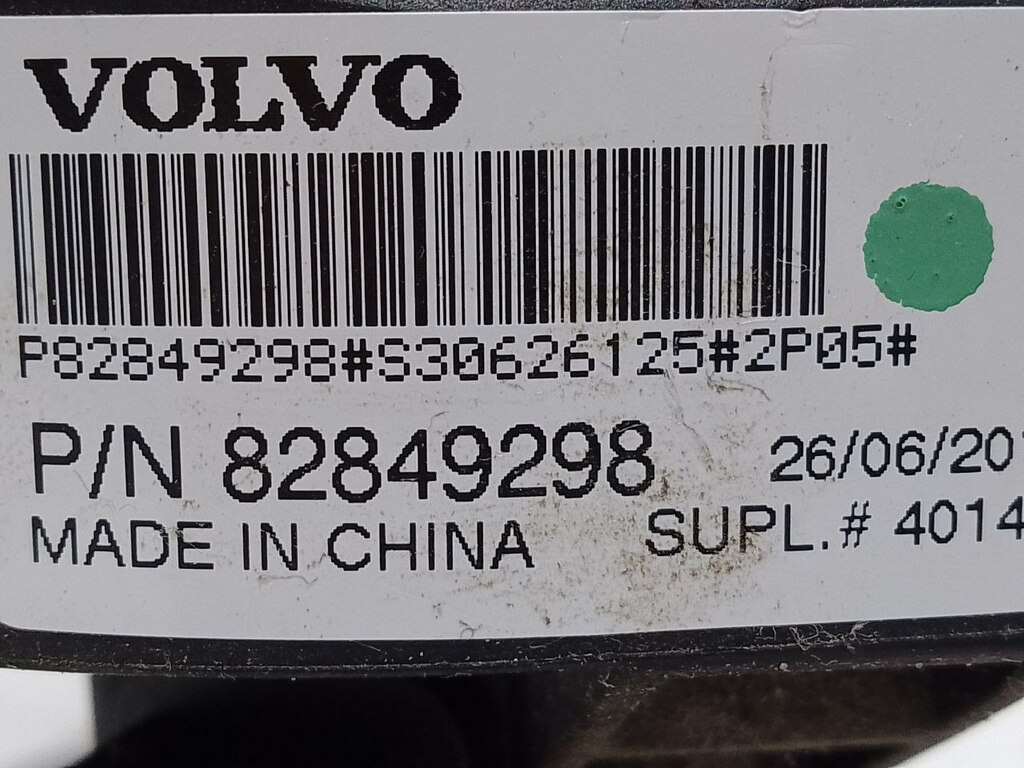 VOLVO
P82849298#S30626125#2P05#
P/N 82849298
26/06/20
MADE IN CHINA
SUPL.# 4014